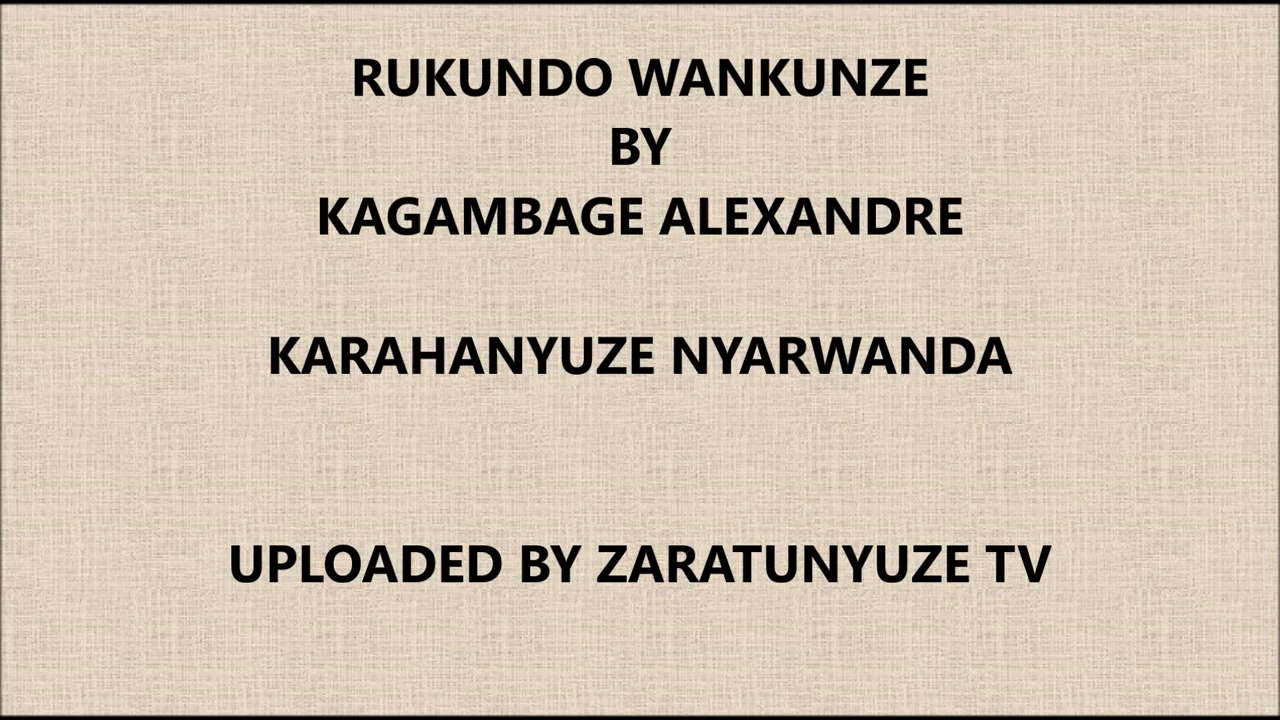 RUKUNDO WANKUNZE
BY
KAGAMBAGE ALEXANDRE
KARAHANYUZE NYARWANDA
UPLOADED BY ZARATUNYUZE TV